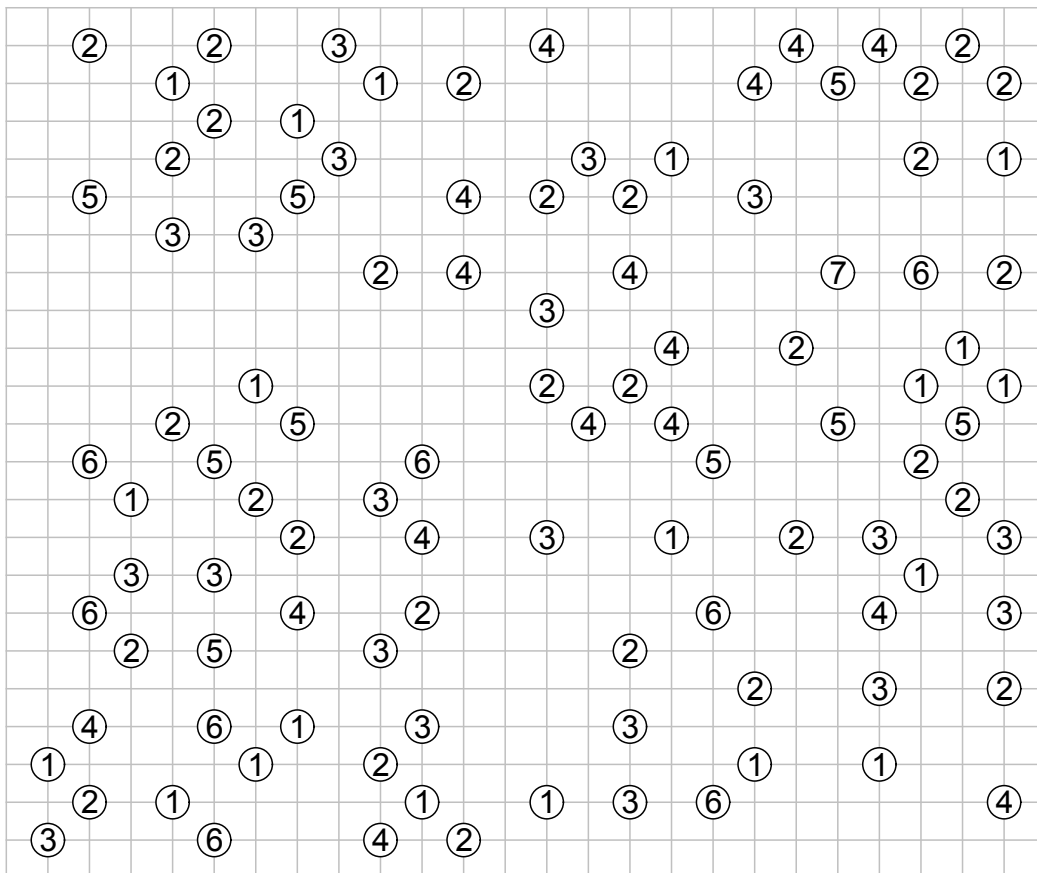 2 2 3 4 4 4 2
1 1 2 4 5 2 2
2 1
2 3 3 1 2 1
5 5 4 2 2 3
3 3
2 4 4 7 6 2
3
4 2 1
1 2 2 1 1
2 5 4 4 5 5
6 5 6 5 2
1 2 3 2
2 4 3 1 2 3 3
3 3 1
6 4 2 6 4 3
2 5 3 2
2 3 2
4 6 1 3 3
1 1 2 1 1
2 1 1 1 3 6 4
3 6 4 2